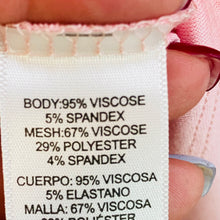 BODY:95% VISCOSE
5% SPANDEX
MESH:67% VISCOSE
29% POLYESTER
4% SPANDEX
CUERPO: 95% VISCOSA
5% ELASTANO
MALLA: 67% VISCOSA